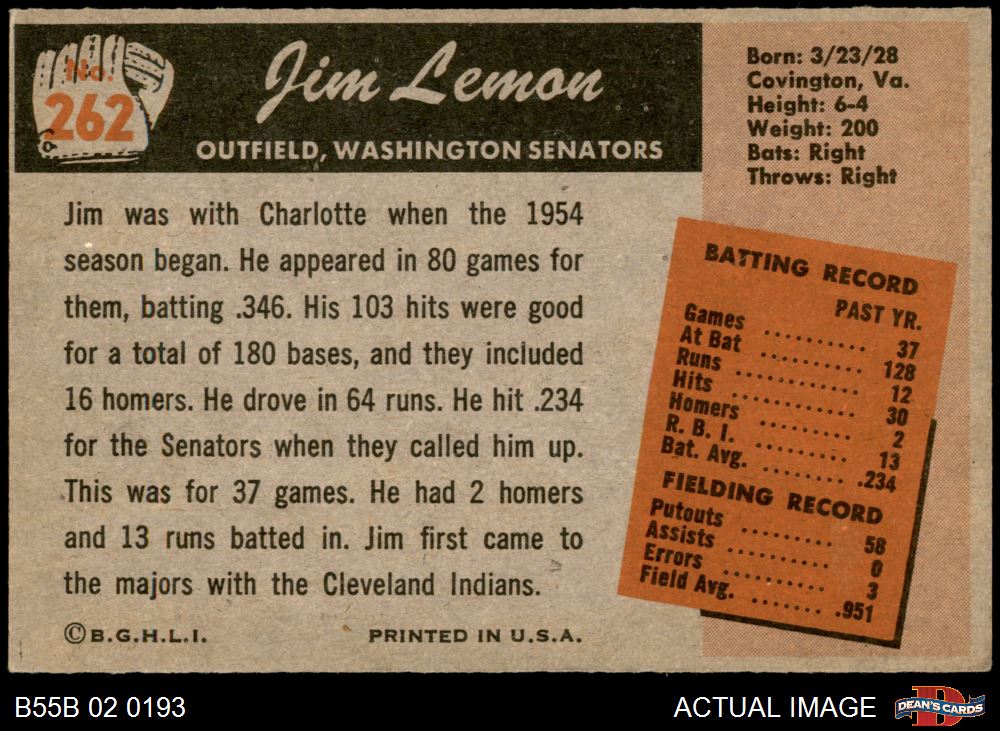 No.
262
Jim Lemon
OUTFIELD, WASHINGTON SENATORS
Born: 3/23/28
Covington, Va.
Height: 6-4
Weight: 200
Bats: Right
Throws: Right
Jim was with Charlotte when the 1954
season began. He appeared in 80 games for
them, batting .346. His 103 hits were good
for a total of 180 bases, and they included
16 homers. He drove in 64 runs. He hit .234
for the Senators when they called him up.
This was for 37 games. He had 2 homers
and 13 runs batted in. Jim first came to
the majors with the Cleveland Indians.
©B.G.H.L.I. PRINTED IN U.S.A.
BATTING RECORD
PAST YR.
Games .......... 37
At Bat .......... 128
Runs .......... 12
Hits .......... 30
Homers .......... 2
R. B. I. .......... 13
Bat. Avg. ....... .234
FIELDING RECORD
Putouts ........ 58
Assists ......... 0
Errors .......... 3
Field Avg. ....... .951
B55B 02 0193
ACTUAL IMAGE
D
DEAN'S CARDS